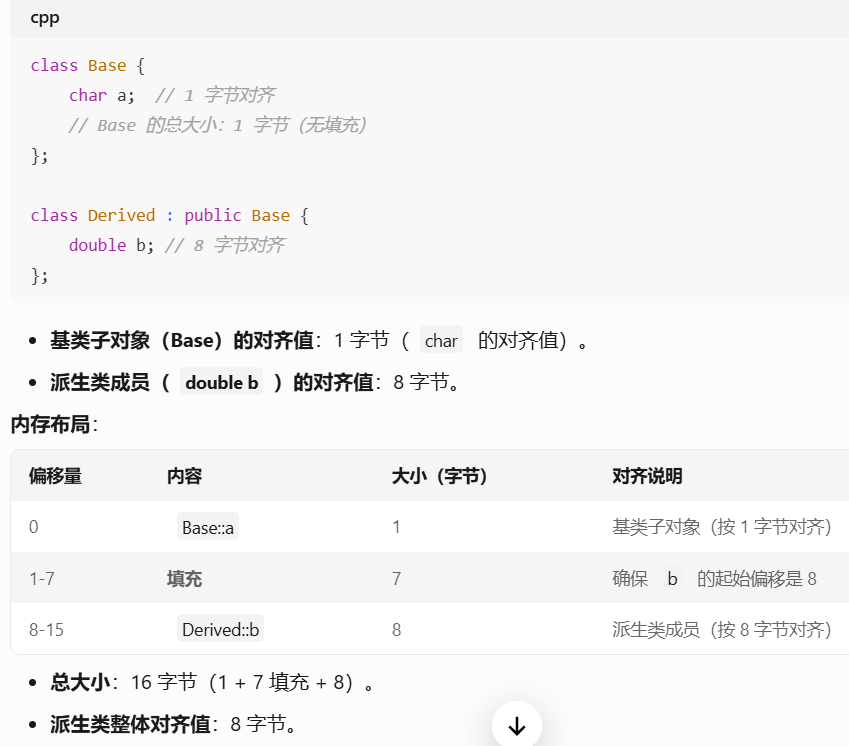 cpp
class Base {
char a;  // 1 字节对齐
// Base 的总大小：1 字节（无填充）
};
class Derived : public Base {
double b; // 8 字节对齐
};
• 基类子对象（Base）的对齐值：1 字节（ char 的对齐值）。
• 派生类成员（ double b ）的对齐值：8 字节。
内存布局：
偏移量 内容 大小（字节） 对齐说明
0 Base::a 1 基类子对象（按 1 字节对齐）
1-7 填充 7 确保 b 的起始偏移是 8
8-15 Derived::b 8 派生类成员（按 8 字节对齐）
• 总大小：16 字节（1 + 7 填充 + 8）。
• 派生类整体对齐值：8 字节。